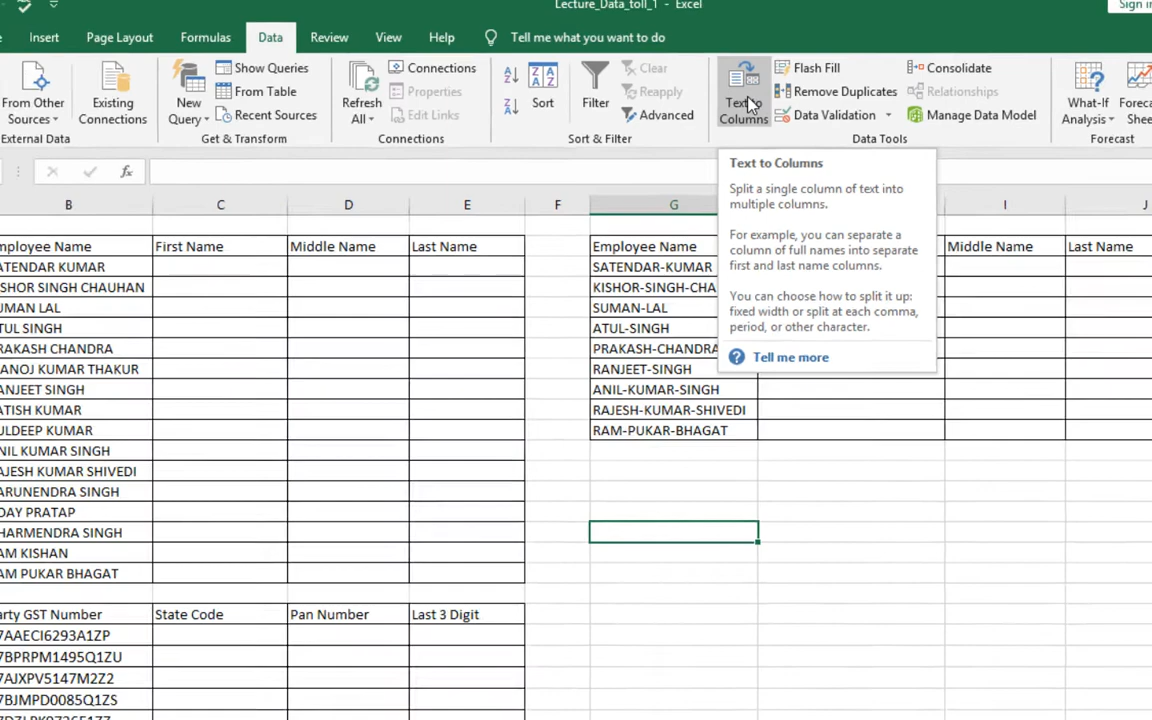 Lecture_Data_toll_1 - Excel
Sign in
Insert Page Layout Formulas Data Review View Help Tell me what you want to do
From Other Sources
Existing Connections
External Data
New Query
Show Queries
From Table
Recent Sources
Get & Transform
Refresh All
Connections
Properties
Edit Links
Connections
Sort
Filter
Clear
Reapply
Advanced
Sort & Filter
Text to Columns
Flash Fill
Remove Duplicates
Data Validation
Consolidate
Relationships
Manage Data Model
Data Tools
What-If Analysis
Foreca
Shee
Forecast
fx
B C D E F G I J
Text to Columns
Split a single column of text into
multiple columns.
For example, you can separate a
column of full names into separate
first and last name columns.
You can choose how to split it up:
fixed width or split at each comma,
period, or other character.
Tell me more
mployee Name First Name Middle Name Last Name
ATENDAR KUMAR
SHOR SINGH CHAUHAN
UMAN LAL
TUL SINGH
RAKASH CHANDRA
ANOJ KUMAR THAKUR
ANJEET SINGH
ATISH KUMAR
ULDEEP KUMAR
NIL KUMAR SINGH
AJESH KUMAR SHIVEDI
ARUNENDRA SINGH
DAY PRATAP
HARMENDRA SINGH
AM KISHAN
AM PUKAR BHAGAT
Employee Name Middle Name Last Name
SATENDAR-KUMAR
KISHOR-SINGH-CHA
SUMAN-LAL
ATUL-SINGH
PRAKASH-CHANDRA
RANJEET-SINGH
ANIL-KUMAR-SINGH
RAJESH-KUMAR-SHIVEDI
RAM-PUKAR-BHAGAT
arty GST Number State Code Pan Number Last 3 Digit
7AAECI6293A1ZP
7BPRPM1495Q1ZU
7AJXPV5147M2Z2
7BJMPD0085Q1ZS